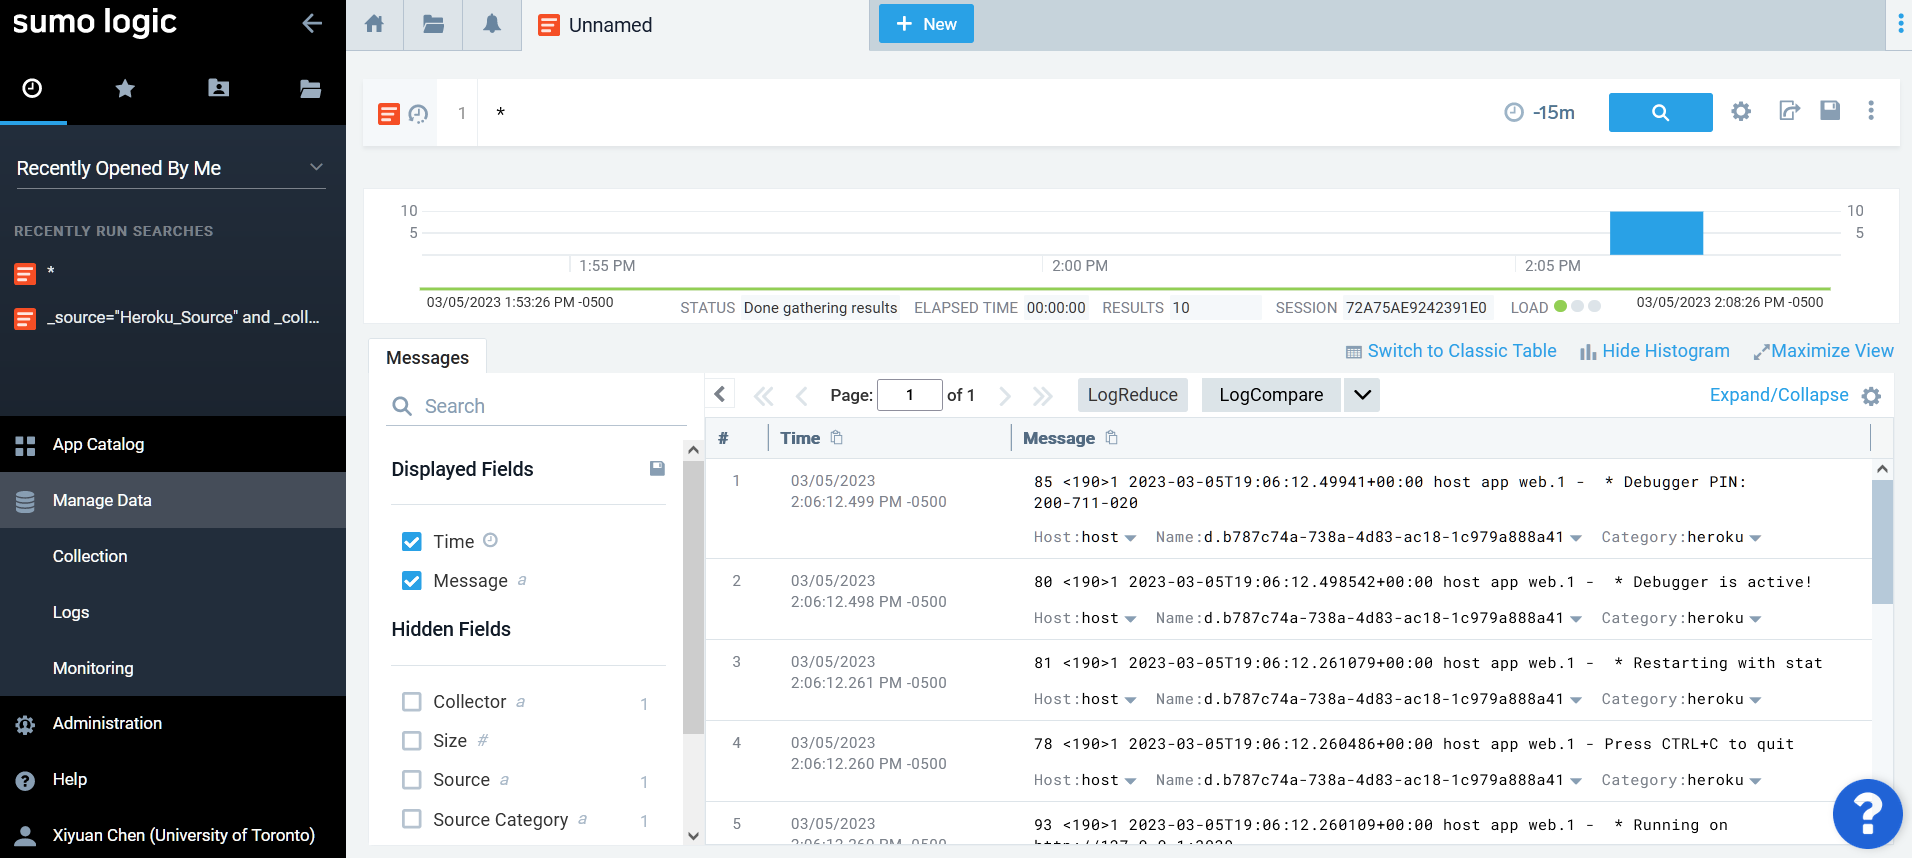 sumo logic
Unnamed
New
Recently Opened By Me
RECENTLY RUN SEARCHES
*
_source="Heroku_Source" and _coll...
App Catalog
Manage Data
Collection
Logs
Monitoring
Administration
Help
Xiyuan Chen (University of Toronto)
1 * -15m
10 10
5 5
1:55 PM 2:00 PM 2:05 PM
03/05/2023 1:53:26 PM -0500 STATUS Done gathering results ELAPSED TIME 00:00:00 RESULTS 10 SESSION 72A75AE9242391E0 LOAD 03/05/2023 2:08:26 PM -0500
Messages
Switch to Classic Table Hide Histogram Maximize View
Search
Page: 1 of 1 LogReduce LogCompare Expand/Collapse
Displayed Fields
Time
Message a
Hidden Fields
Collector a 1
Size #
Source a 1
Source Category a 1
# Time Message
1 03/05/2023 85 <190>1 2023-03-05T19:06:12.49941+00:00 host app web.1 - * Debugger PIN:
2:06:12.499 PM -0500 200-711-020
Host:host Name:d.b787c74a-738a-4d83-ac18-1c979a888a41 Category:heroku
2 03/05/2023 80 <190>1 2023-03-05T19:06:12.498542+00:00 host app web.1 - * Debugger is active!
2:06:12.498 PM -0500
Host:host Name:d.b787c74a-738a-4d83-ac18-1c979a888a41 Category:heroku
3 03/05/2023 81 <190>1 2023-03-05T19:06:12.261079+00:00 host app web.1 - * Restarting with stat
2:06:12.261 PM -0500
Host:host Name:d.b787c74a-738a-4d83-ac18-1c979a888a41 Category:heroku
4 03/05/2023 78 <190>1 2023-03-05T19:06:12.260486+00:00 host app web.1 - Press CTRL+C to quit
2:06:12.260 PM -0500
Host:host Name:d.b787c74a-738a-4d83-ac18-1c979a888a41 Category:heroku
5 03/05/2023 93 <190>1 2023-03-05T19:06:12.260109+00:00 host app web.1 - * Running on